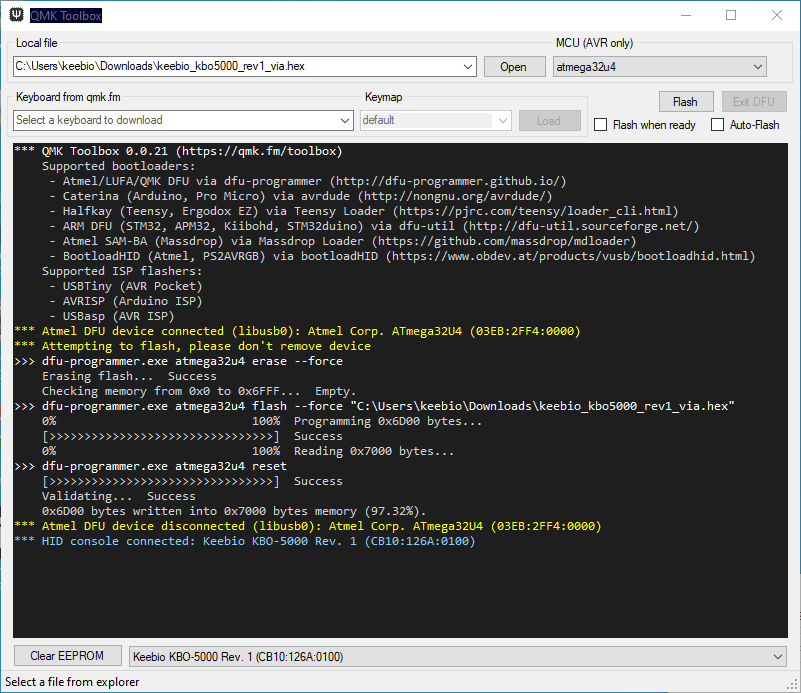 QMK Toolbox
Local file
MCU (AVR only)
C:\Users\keebio\Downloads\keebio_kbo5000_rev1_via.hex Open atmega32u4
Keyboard from qmk.fm Keymap Flash Exit DFU
Select a keyboard to download default Load Flash when ready Auto-Flash
*** QMK Toolbox 0.0.21 (https://qmk.fm/toolbox)
Supported bootloaders:
- Atmel/LUFA/QMK DFU via dfu-programmer (http://dfu-programmer.github.io/)
- Caterina (Arduino, Pro Micro) via avrdude (http://nongnu.org/avrdude/)
- Halfkay (Teensy, Ergodox EZ) via Teensy Loader (https://pjrc.com/teensy/loader_cli.html)
- ARM DFU (STM32, APM32, Kiibohd, STM32duino) via dfu-util (http://dfu-util.sourceforge.net/)
- Atmel SAM-BA (Massdrop) via Massdrop Loader (https://github.com/massdrop/mdloader)
- BootloadHID (Atmel, PS2AVRGB) via bootloadHID (https://www.obdev.at/products/vusb/bootloadhid.html)
Supported ISP flashers:
- USBTiny (AVR Pocket)
- AVRISP (Arduino ISP)
- USBasp (AVR ISP)
*** Atmel DFU device connected (libusb0): Atmel Corp. ATmega32U4 (03EB:2FF4:0000)
*** Attempting to flash, please don't remove device
>>> dfu-programmer.exe atmega32u4 erase --force
Erasing flash... Success
Checking memory from 0x0 to 0x6FFF... Empty.
>>> dfu-programmer.exe atmega32u4 flash --force "C:\Users\keebio\Downloads\keebio_kbo5000_rev1_via.hex"
0% 100% Programming 0x6D00 bytes...
[>>>>>>>>>>>>>>>>>>>>>>>>>>>>>>>>] Success
0% 100% Reading 0x7000 bytes...
>>> dfu-programmer.exe atmega32u4 reset
[>>>>>>>>>>>>>>>>>>>>>>>>>>>>>>>>] Success
Validating... Success
0x6D00 bytes written into 0x7000 bytes memory (97.32%).
*** Atmel DFU device disconnected (libusb0): Atmel Corp. ATmega32U4 (03EB:2FF4:0000)
*** HID console connected: Keebio KBO-5000 Rev. 1 (CB10:126A:0100)
Clear EEPROM Keebio KBO-5000 Rev. 1 (CB10:126A:0100)
Select a file from explorer